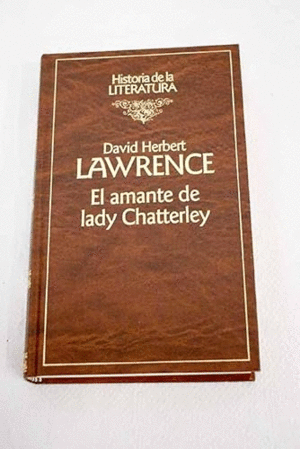 Historia de la
LITERATURA
David Herbert
LAWRENCE
El amante de
lady Chatterley